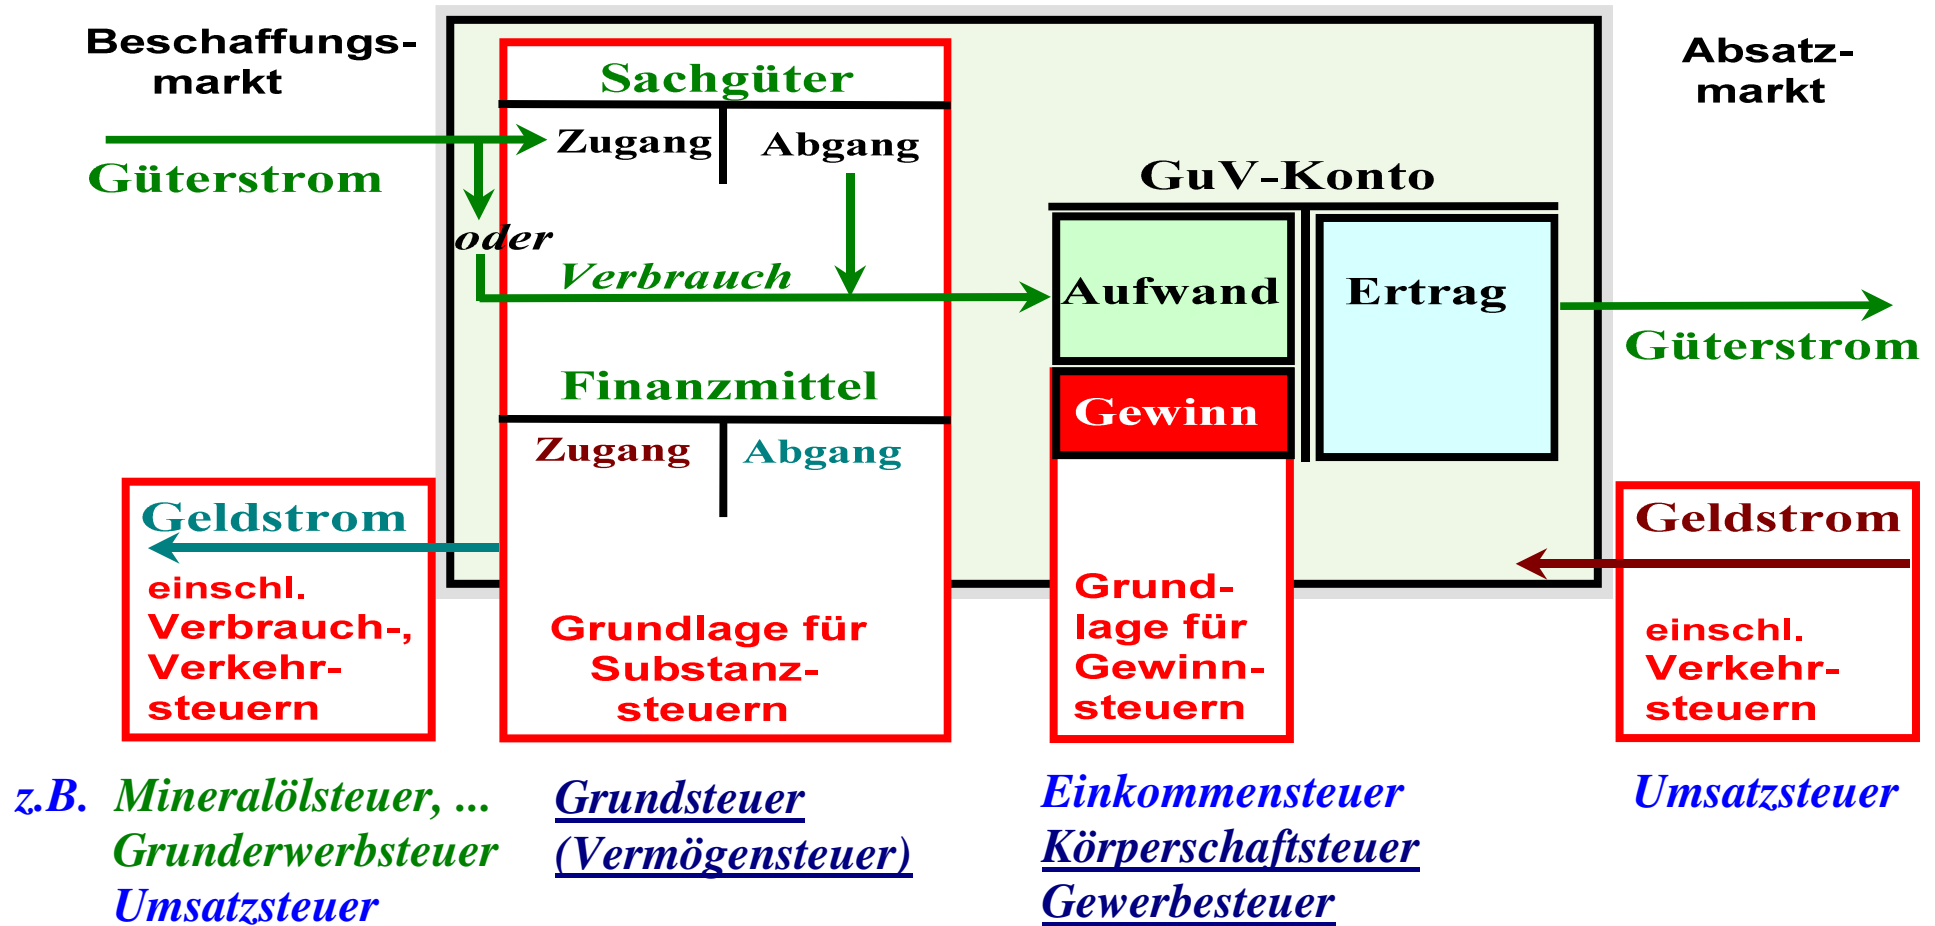 Beschaffungs-
markt
Güterstrom
Sachgüter
Zugang
Abgang
oder
Verbrauch
Finanzmittel
Zugang
Abgang
GuV-Konto
Aufwand
Ertrag
Gewinn
Absatz-
markt
Güterstrom
Geldstrom
einschl.
Verbrauch-,
Verkehr-
steuern
Grundlage für
Substanz-
steuern
Grund-
lage für
Gewinn-
steuern
Geldstrom
einschl.
Verkehr-
steuern
z.B. Mineralölsteuer, ...
Grunderwerbsteuer
Umsatzsteuer
Grundsteuer
(Vermögensteuer)
Einkommensteuer
Körperschaftsteuer
Gewerbesteuer
Umsatzsteuer